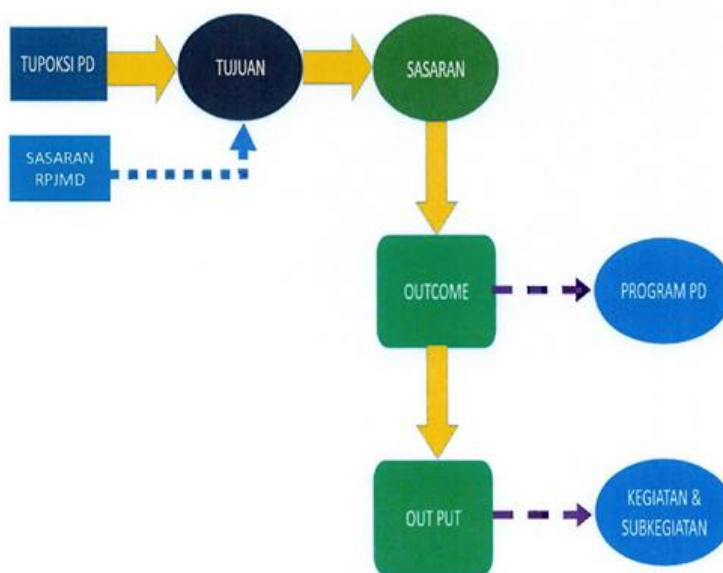 TUPOKSI PD
TUJUAN
SASARAN
SASARAN
RPJMD
OUTCOME
PROGRAM PD
OUT PUT
KEGIATAN &
SUBKEGIATAN